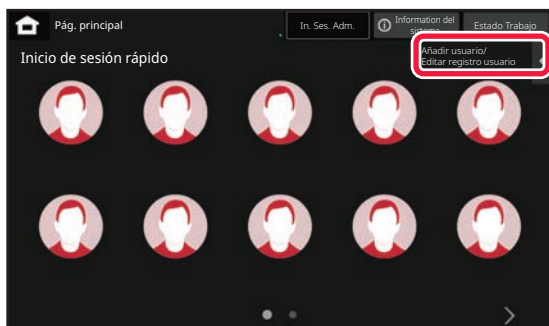 Pág. principal
In. Ses. Adm.
Information del
sistema
Estado Trabajo
Inicio de sesión rápido
Añadir usuario/
Editar registro usuario